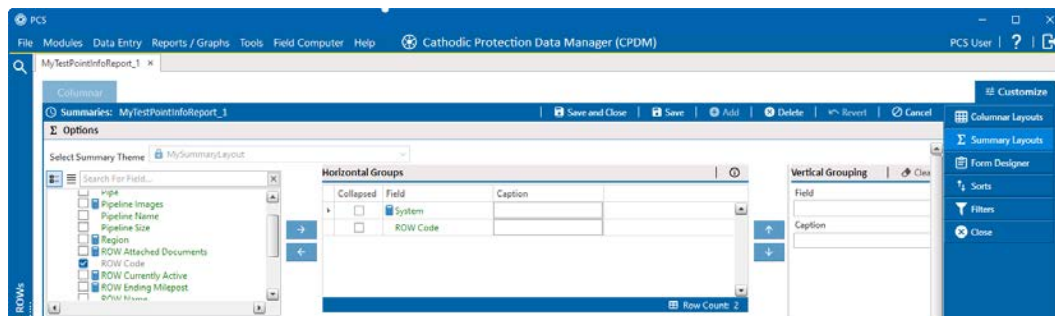 PCS
File Modules Data Entry Reports / Graphs Tools Field Computer Help Cathodic Protection Data Manager (CPDM) PCS User | ? |
MyTestPointInfoReport_1 ×
Columnar
Customize
Summaries: MyTestPointInfoReport_1 | Save and Close | Save | Add | Delete | Revert | Cancel
Σ Options
Select Summary Theme MySummaryLayout
Search For Field...
Pipe
Pipeline Images
Pipeline Name
Pipeline Size
Region
ROW Attached Documents
ROW Code
ROW Currently Active
ROW Ending Milepost
ROW Name
Horizontal Groups
Collapsed Field Caption
System
ROW Code
Row Count: 2
Vertical Grouping | Clea
Field
Caption
Columnar Layouts
Σ Summary Layouts
Form Designer
Sorts
Filters
Close
ROWs